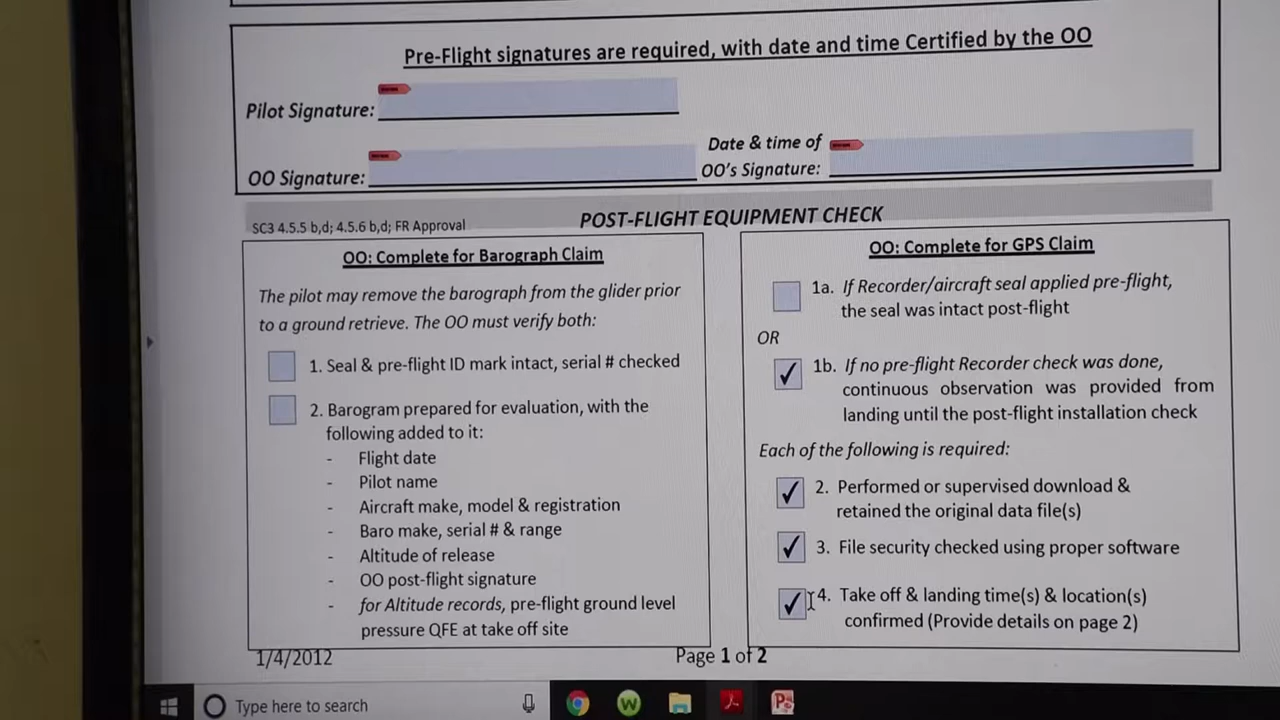 Pre-Flight signatures are required, with date and time Certified by the OO
Pilot Signature:
Date & time of
OO Signature:
OO's Signature:
SC3 4.5.5 b,d; 4.5.6 b,d; FR Approval
POST-FLIGHT EQUIPMENT CHECK
OO: Complete for Barograph Claim
The pilot may remove the barograph from the glider prior
to a ground retrieve. The OO must verify both:
1. Seal & pre-flight ID mark intact, serial # checked
2. Barogram prepared for evaluation, with the
following added to it:
- Flight date
- Pilot name
- Aircraft make, model & registration
- Baro make, serial # & range
- Altitude of release
- OO post-flight signature
- for Altitude records, pre-flight ground level
pressure QFE at take off site
OO: Complete for GPS Claim
1a. If Recorder/aircraft seal applied pre-flight,
the seal was intact post-flight
OR
1b. If no pre-flight Recorder check was done,
continuous observation was provided from
landing until the post-flight installation check
Each of the following is required:
2. Performed or supervised download &
retained the original data file(s)
3. File security checked using proper software
4. Take off & landing time(s) & location(s)
confirmed (Provide details on page 2)
1/4/2012
Page 1 of 2
Type here to search